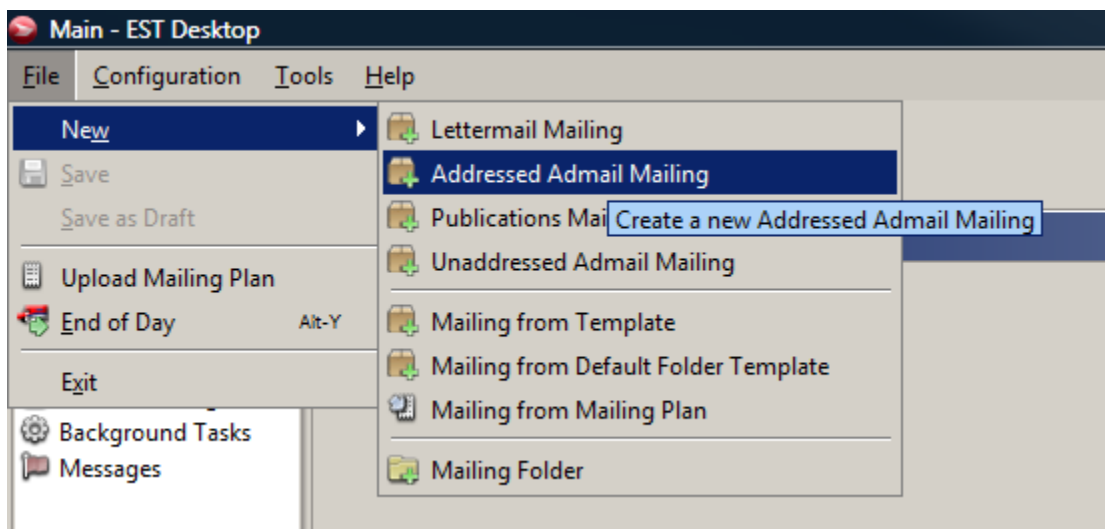 Main - EST Desktop
File Configuration Tools Help
New
Save
Save as Draft
Upload Mailing Plan
End of Day Alt-Y
Exit
Lettermail Mailing
Addressed Admail Mailing
Publications Mai
Create a new Addressed Admail Mailing
Unaddressed Admail Mailing
Mailing from Template
Mailing from Default Folder Template
Mailing from Mailing Plan
Mailing Folder
Background Tasks
Messages